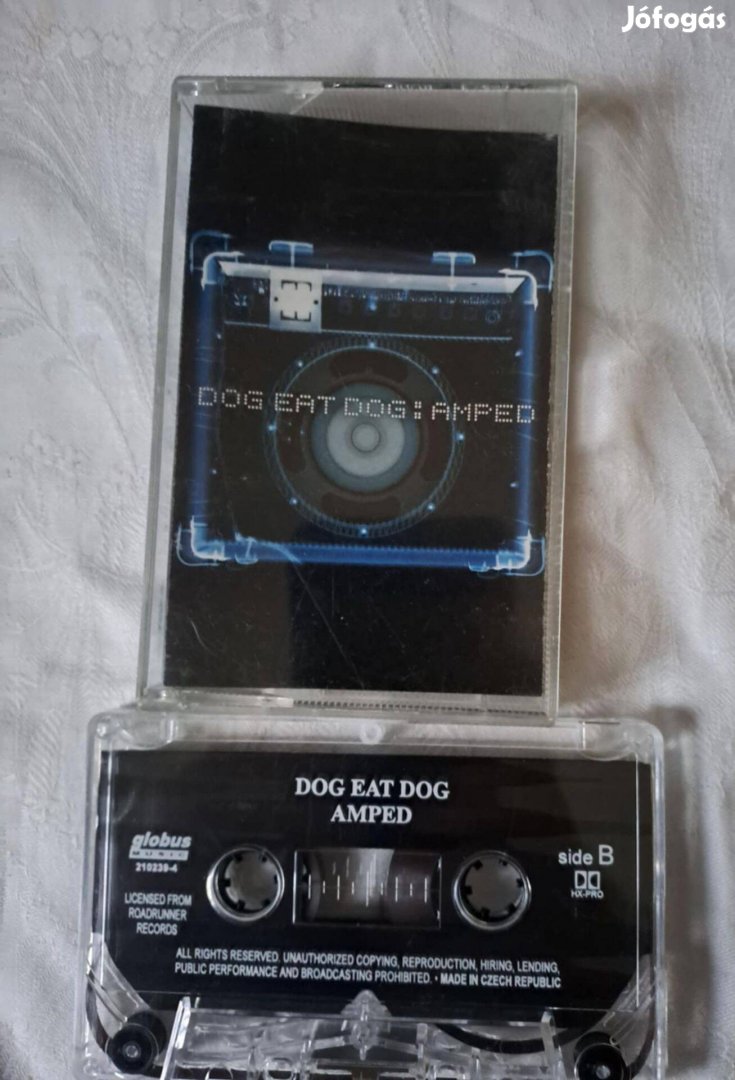 Jófogás
DOG EAT DOG: AMPED
DOG EAT DOG
AMPED
globus
MUSIC
210239-4
side B
HX-PRO
LICENSED FROM
ROADRUNNER
RECORDS
ALL RIGHTS RESERVED. UNAUTHORIZED COPYING, REPRODUCTION, HIRING, LENDING,
PUBLIC PERFORMANCE AND BROADCASTING PROHIBITED. • MADE IN CZECH REPUBLIC